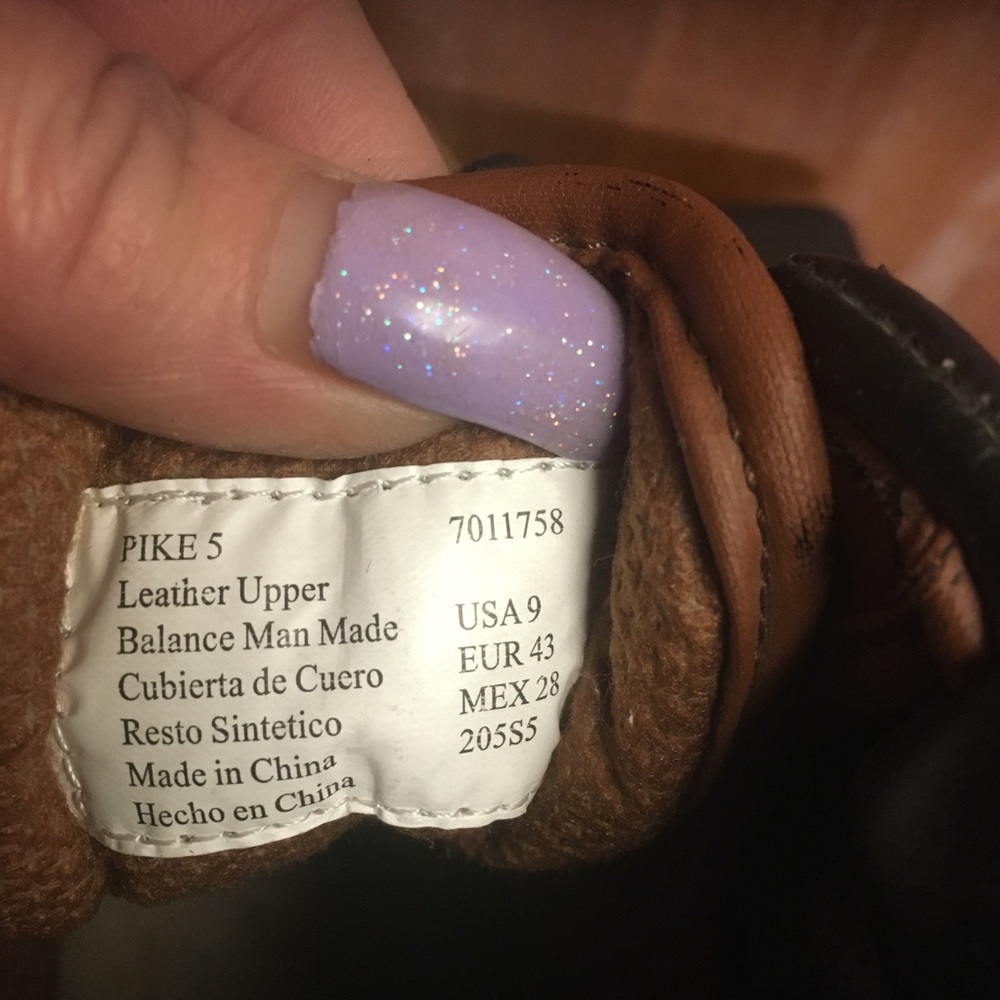 PIKE 5
Leather Upper
Balance Man Made
Cubierta de Cuero
Resto Sintetico
Made in China
Hecho en China
7011758
USA 9
EUR 43
MEX 28
205S5